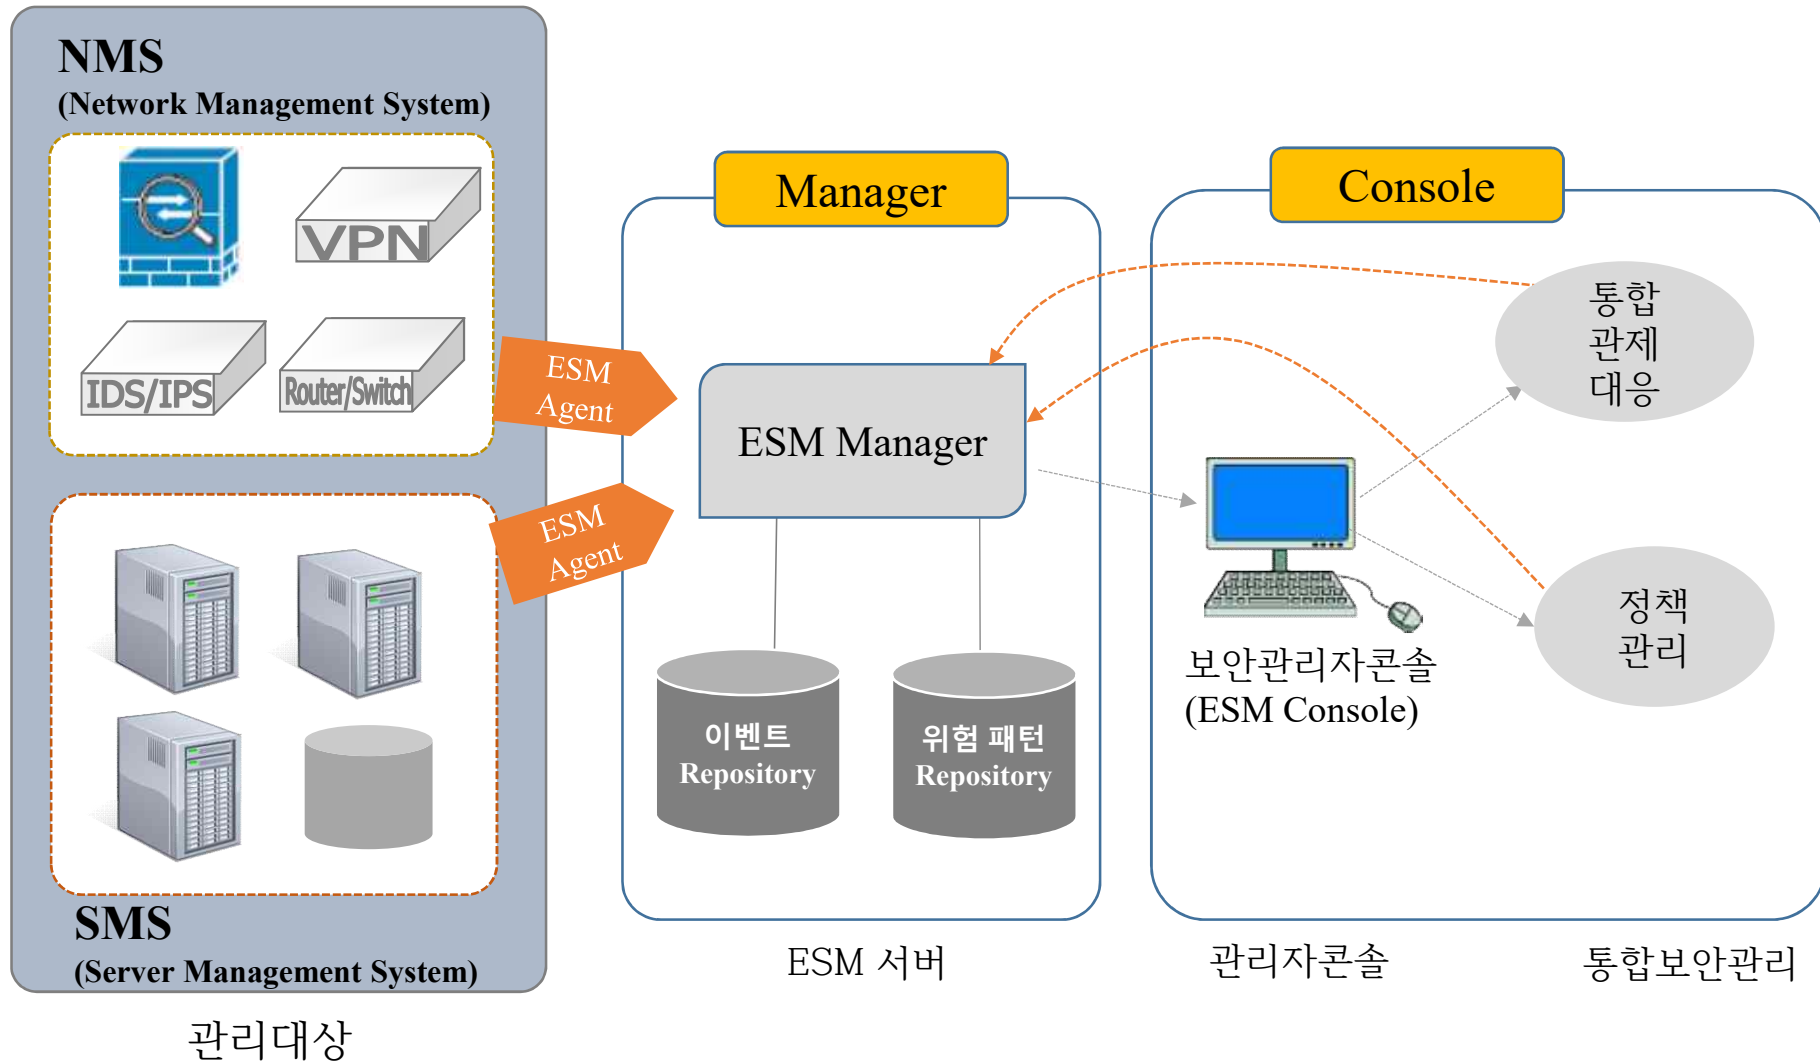 NMS
(Network Management System)
VPN
IDS/IPS
Router/Switch
ESM
Agent
ESM
Agent
SMS
(Server Management System)
관리대상
Manager
ESM Manager
이벤트
Repository
위험 패턴
Repository
ESM 서버
Console
통합
관제
대응
정책
관리
보안관리자콘솔
(ESM Console)
관리자콘솔
통합보안관리